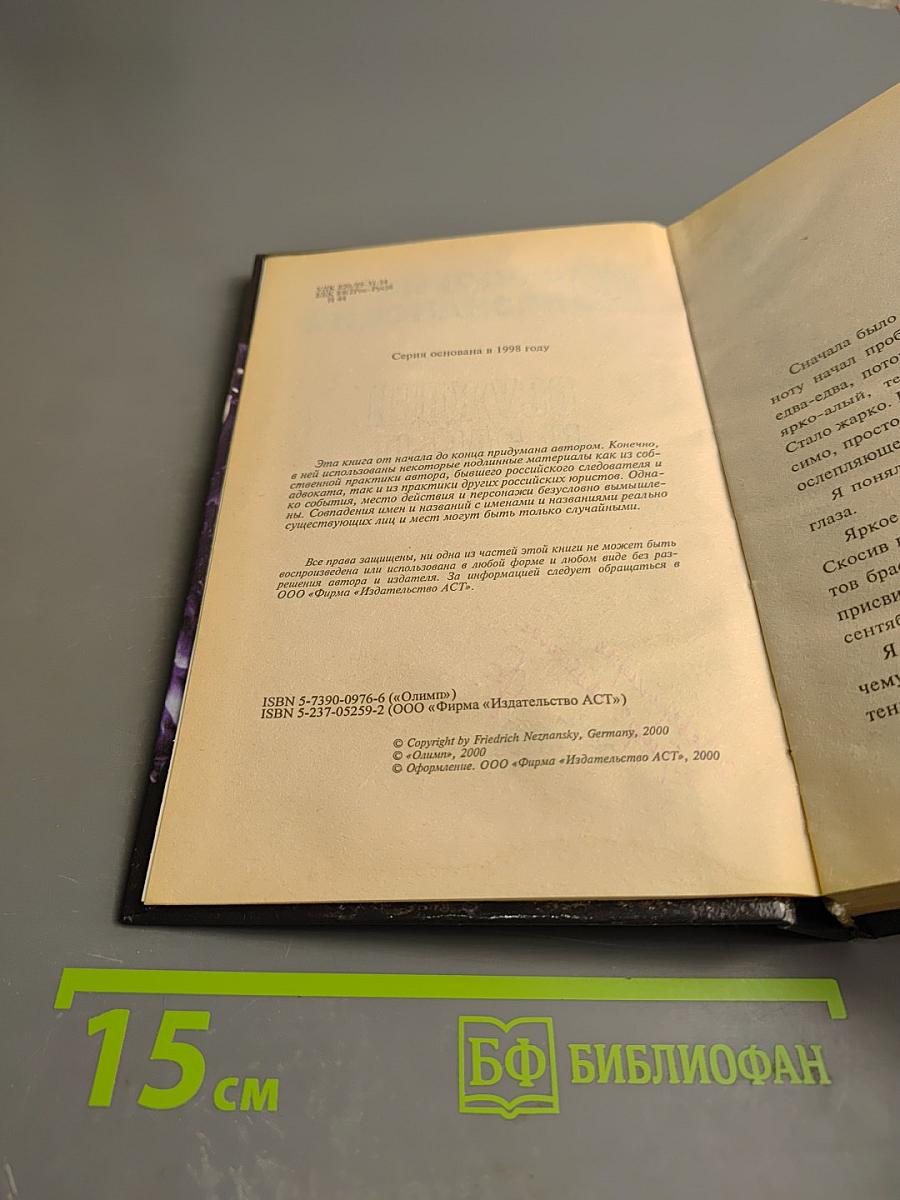 Н 44
Серия основана в 1998 году
Эта книга от начала до конца придумана автором. Конечно,
в ней использованы некоторые подлинные материалы как из соб-
ственной практики автора, бывшего российского следователя и
адвоката, так и из практики других российских юристов. Одна-
ко события, место действия и персонажи безусловно вымышле-
ны. Совпадения имен и названий с именами и названиями реально
существующих лиц и мест могут быть только случайными.
Все права защищены, ни одна из частей этой книги не может быть
воспроизведена или использована в любой форме и любом виде без раз-
решения автора и издателя. За информацией следует обращаться в
ООО «Фирма «Издательство АСТ».
ISBN 5-7390-0976-6 («Олимп»)
ISBN 5-237-05259-2 (ООО «Фирма «Издательство АСТ»)
© Copyright by Friedrich Neznansky, Germany, 2000
© «Олимп», 2000
© Оформление. ООО «Фирма «Издательство АСТ», 2000
Сначала было
ноту начал проб
едва-едва, пото
ярко-алый, те
Стало жарко.
симо, просто
ослепляюще
Я понял
глаза.
Яркое
Скосив
тов брас
присви
сентяб
Я
чему
тен
15 см
БФ БИБЛИОФАН